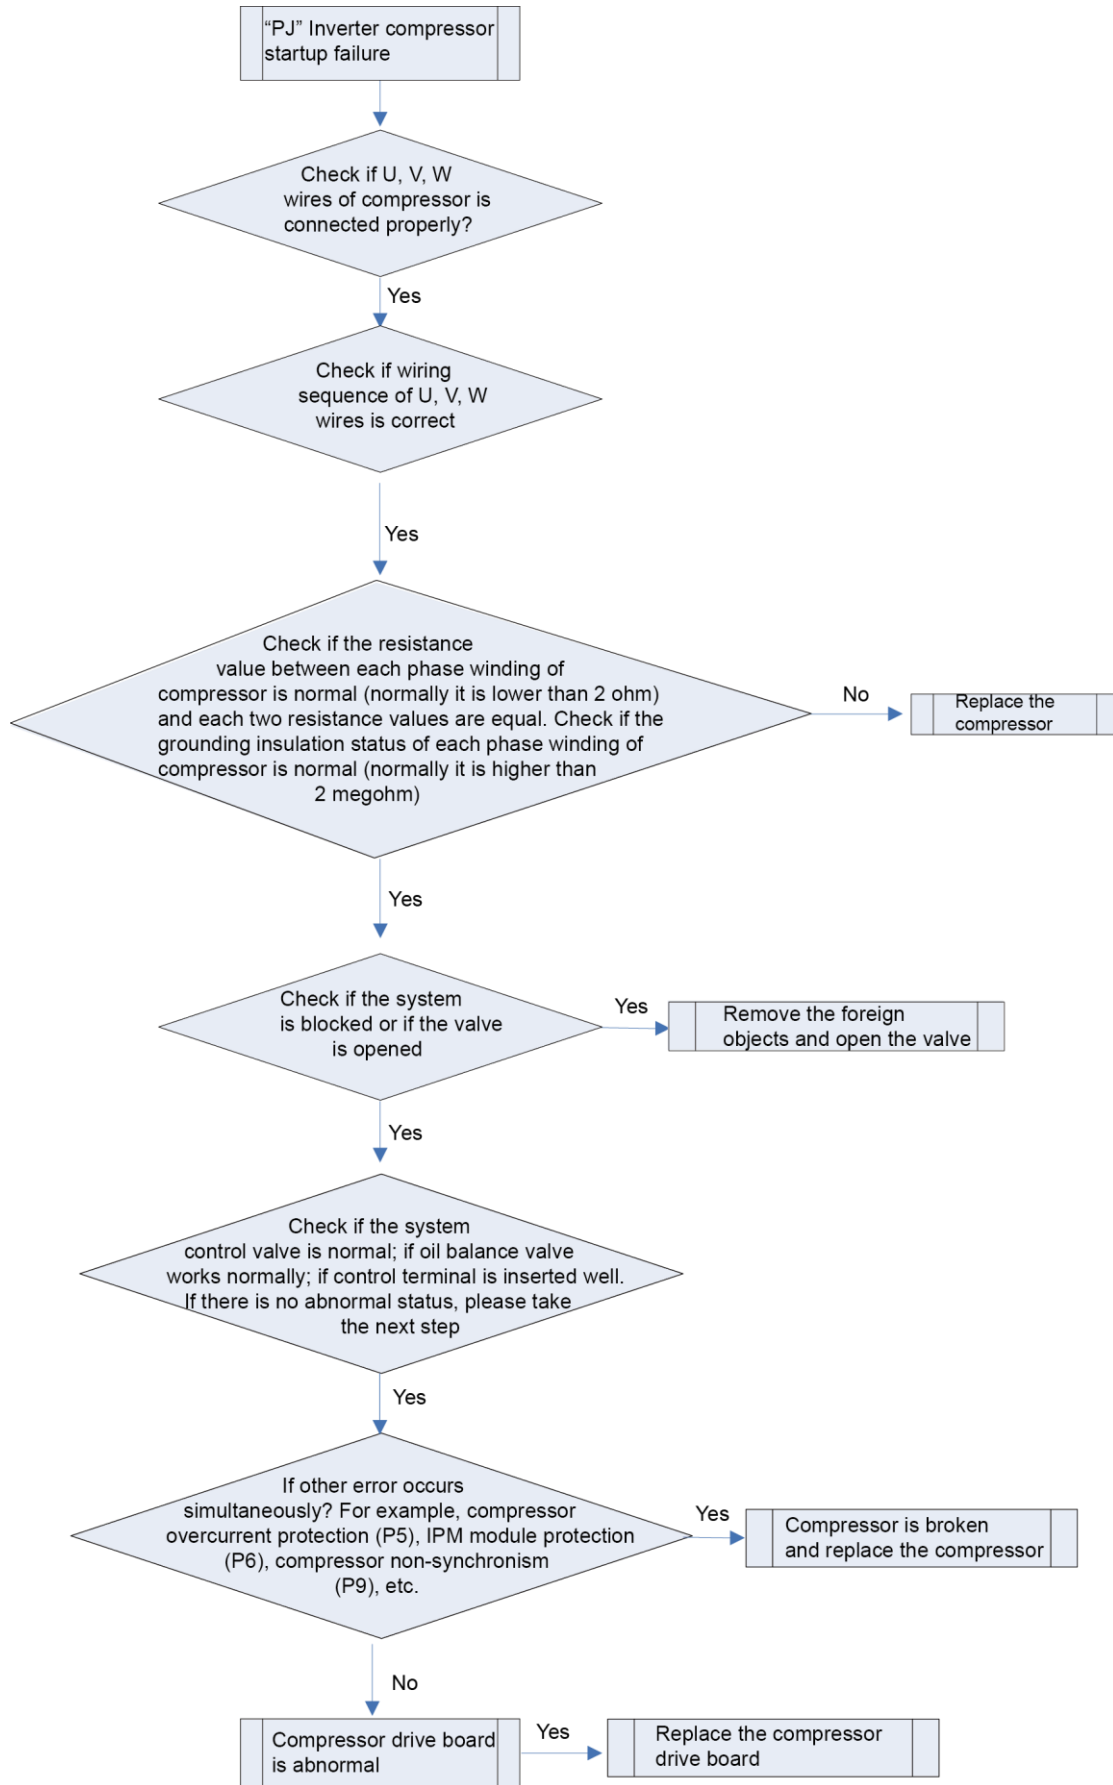 “PJ” Inverter compressor
startup failure
Check if U, V, W
wires of compressor is
connected properly?
Yes
Check if wiring
sequence of U, V, W
wires is correct
Yes
Check if the resistance
value between each phase winding of
compressor is normal (normally it is lower than 2 ohm)
and each two resistance values are equal. Check if the
grounding insulation status of each phase winding of
compressor is normal (normally it is higher than
2 megohm)
No
Replace the
compressor
Yes
Check if the system
is blocked or if the valve
is opened
Yes
Remove the foreign
objects and open the valve
Yes
Check if the system
control valve is normal; if oil balance valve
works normally; if control terminal is inserted well.
If there is no abnormal status, please take
the next step
Yes
If other error occurs
simultaneously? For example, compressor
overcurrent protection (P5), IPM module protection
(P6), compressor non-synchronism
(P9), etc.
Yes
Compressor is broken
and replace the compressor
No
Compressor drive board
is abnormal
Yes
Replace the compressor
drive board